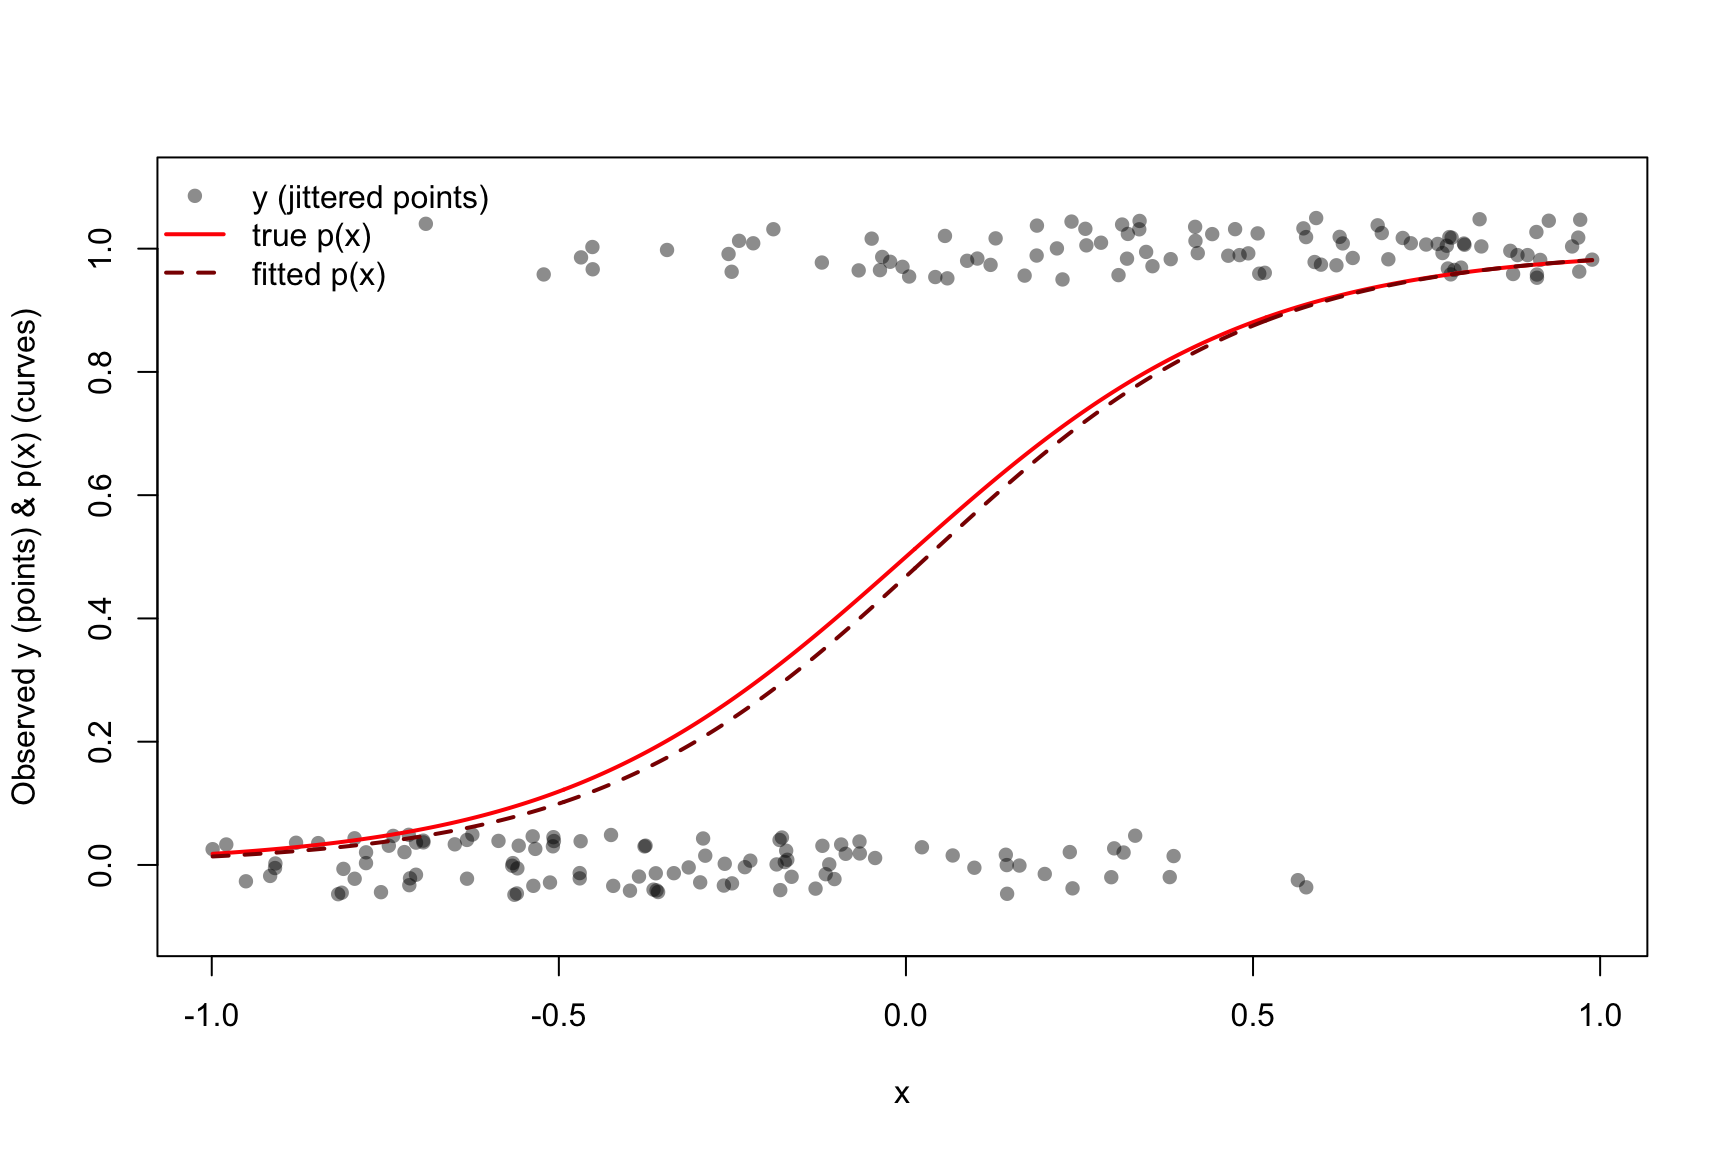 y (jittered points)
true p(x)
fitted p(x)
Observed y (points) & p(x) (curves)
1.0
0.8
0.6
0.4
0.2
0.0
-1.0 -0.5 0.0 0.5 1.0
x